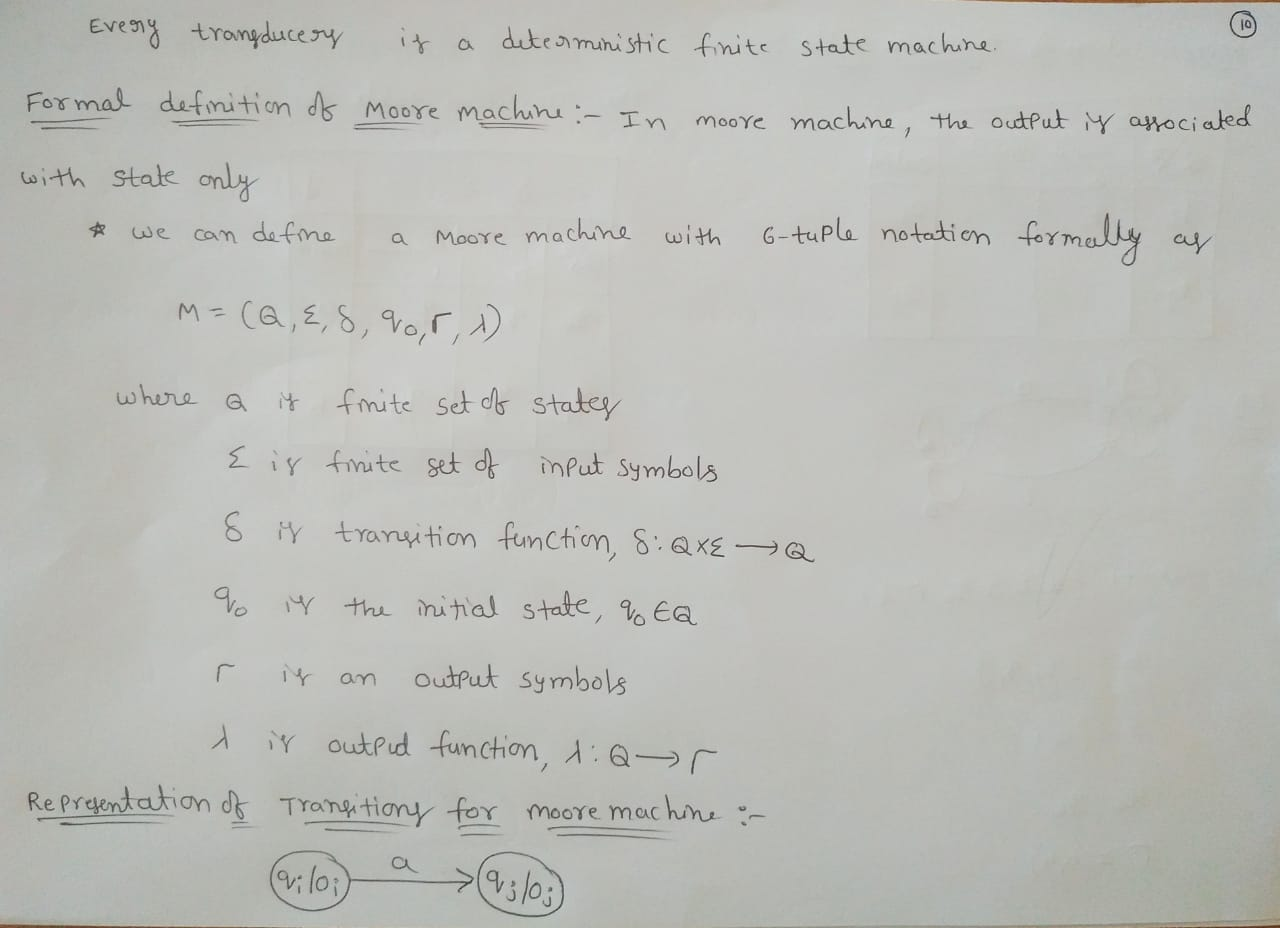 10
Every transducers is a deterministic finite state machine.
Formal definition of Moore machine :- In moore machine, the output is associated
with state only
* we can define a Moore machine with 6-tuple notation formally as
M = (Q, Σ, δ, q₀, Γ, λ)
where Q is finite set of states
Σ is finite set of input symbols
δ is transition function, δ: Q×Σ → Q
q₀ is the initial state, q₀ ∈ Q
Γ is an output symbols
λ is output function, λ: Q → Γ
Representation of Transitions for moore machine :-
qᵢ/oᵢ a qⱼ/oⱼ